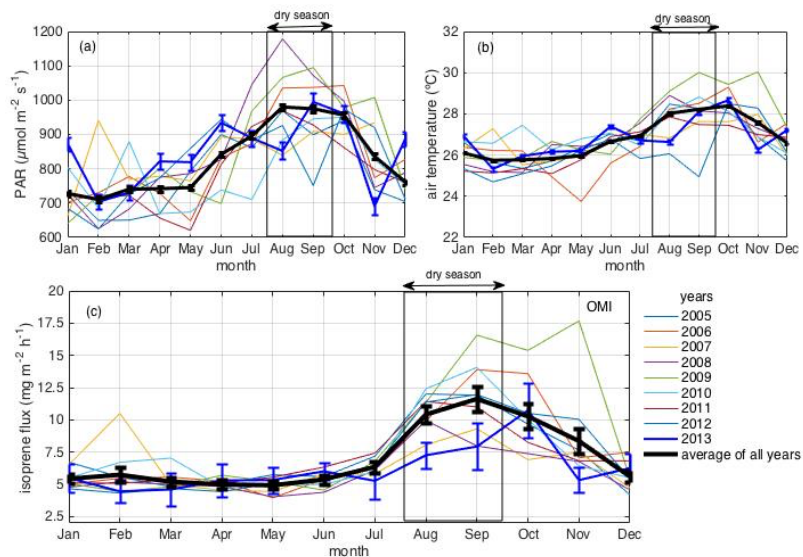 dry season
dry season
(a)
(b)
1200
1100
1000
900
800
700
600
PAR (μmol m⁻² s⁻¹)
Jan Feb Mar Apr May Jun Jul Aug Sep Oct Nov Dec
month
32
30
28
26
24
22
air temperature (°C)
Jan Feb Mar Apr May Jun Jul Aug Sep Oct Nov Dec
month
dry season
(c)
OMI
20
17.5
15
12.5
10
7.5
5
2.5
isoprene flux (mg m⁻² h⁻¹)
Jan Feb Mar Apr May Jun Jul Aug Sep Oct Nov Dec
month
years
2005
2006
2007
2008
2009
2010
2011
2012
2013
average of all years